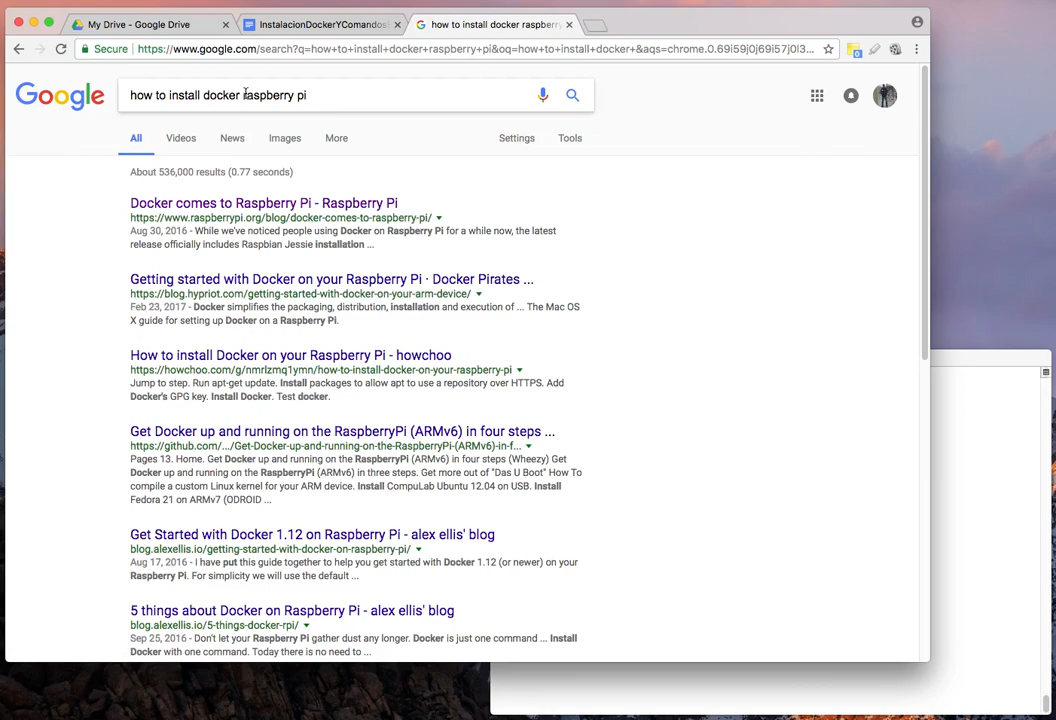 My Drive - Google Drive
InstalacionDockerYComandos
how to install docker raspberry
Secure https://www.google.com/search?q=how+to+install+docker+raspberry+pi&oq=how+to+install+docker+&aqs=chrome.0.69i59j0j69i57j0l3...
0
Google
how to install docker raspberry pi
All Videos News Images More Settings Tools
About 536,000 results (0.77 seconds)
Docker comes to Raspberry Pi - Raspberry Pi
https://www.raspberrypi.org/blog/docker-comes-to-raspberry-pi/
Aug 30, 2016 - While we've noticed people using Docker on Raspberry Pi for a while now, the latest
release officially includes Raspbian Jessie installation ...
Getting started with Docker on your Raspberry Pi · Docker Pirates ...
https://blog.hypriot.com/getting-started-with-docker-on-your-arm-device/
Feb 23, 2017 - Docker simplifies the packaging, distribution, installation and execution of ... The Mac OS
X guide for setting up Docker on a Raspberry Pi.
How to install Docker on your Raspberry Pi - howchoo
https://howchoo.com/g/nmrlzmq1ymn/how-to-install-docker-on-your-raspberry-pi
Jump to step. Run apt-get update. Install packages to allow apt to use a repository over HTTPS. Add
Docker's GPG key. Install Docker. Test docker.
Get Docker up and running on the RaspberryPi (ARMv6) in four steps ...
https://github.com/.../Get-Docker-up-and-running-on-the-RaspberryPi-(ARMv6)-in-f...
Pages 13. Home. Get Docker up and running on the RaspberryPi (ARMv6) in four steps (Wheezy) Get
Docker up and running on the RaspberryPi (ARMv6) in three steps. Get more out of "Das U Boot" How To
compile a custom Linux kernel for your ARM device. Install CompuLab Ubuntu 12.04 on USB. Install
Fedora 21 on ARMv7 (ODROID ...
Get Started with Docker 1.12 on Raspberry Pi - alex ellis' blog
blog.alexellis.io/getting-started-with-docker-on-raspberry-pi/
Aug 17, 2016 - I have put this guide together to help you get started with Docker 1.12 (or newer) on your
Raspberry Pi. For simplicity we will use the default ...
5 things about Docker on Raspberry Pi - alex ellis' blog
blog.alexellis.io/5-things-docker-rpi/
Sep 25, 2016 - Don't let your Raspberry Pi gather dust any longer. Docker is just one command ... Install
Docker with one command. Today there is no need to ...